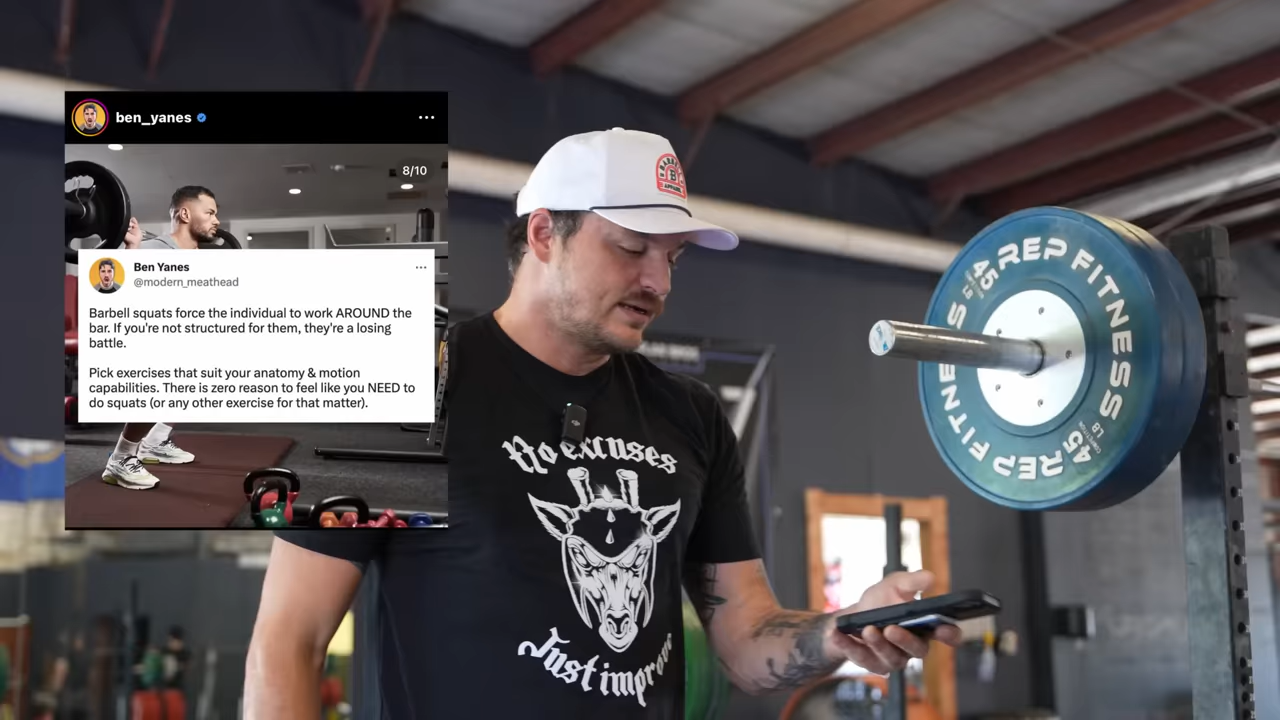 ben_yanes
8/10
Ben Yanes
@modern_meathead
Barbell squats force the individual to work AROUND the
bar. If you're not structured for them, they're a losing
battle.
Pick exercises that suit your anatomy & motion
capabilities. There is zero reason to feel like you NEED to
do squats (or any other exercise for that matter).
B
APPAREL
No excuses
Just improve
REP FITNESS
45 LB
REP FITNESS
45 LB